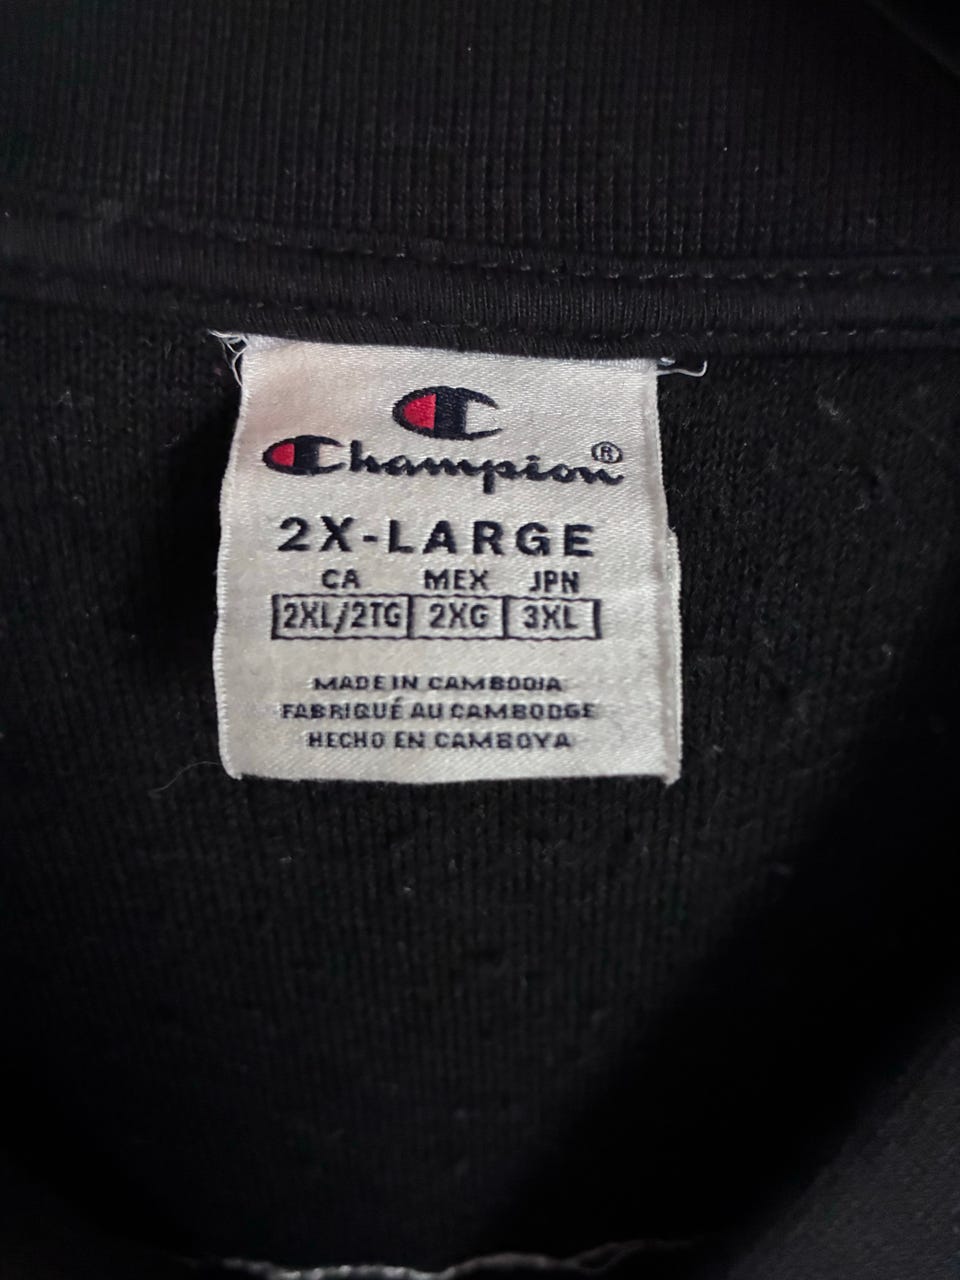 Champion®
2X-LARGE
CA MEX JPN
2XL/2TG 2XG 3XL
MADE IN CAMBODIA
FABRIQUÉ AU CAMBODGE
HECHO EN CAMBOYA